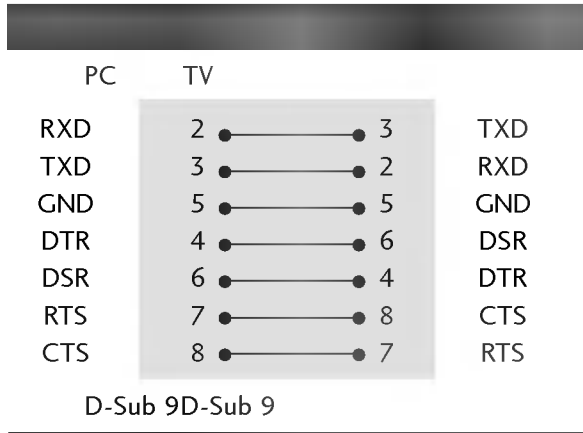 PC TV
RXD 2 3 TXD
TXD 3 2 RXD
GND 5 5 GND
DTR 4 6 DSR
DSR 6 4 DTR
RTS 7 8 CTS
CTS 8 7 RTS
D-Sub 9D-Sub 9